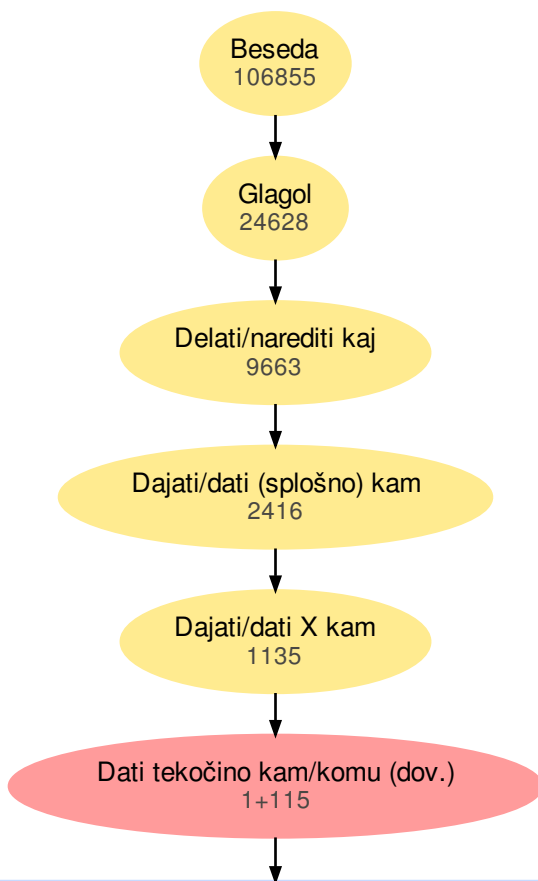 Beseda
106855
Glagol
24628
Delati/narediti kaj
9663
Dajati/dati (splošno) kam
2416
Dajati/dati X kam
1135
Dati tekočino kam/komu (dov.)
1+115